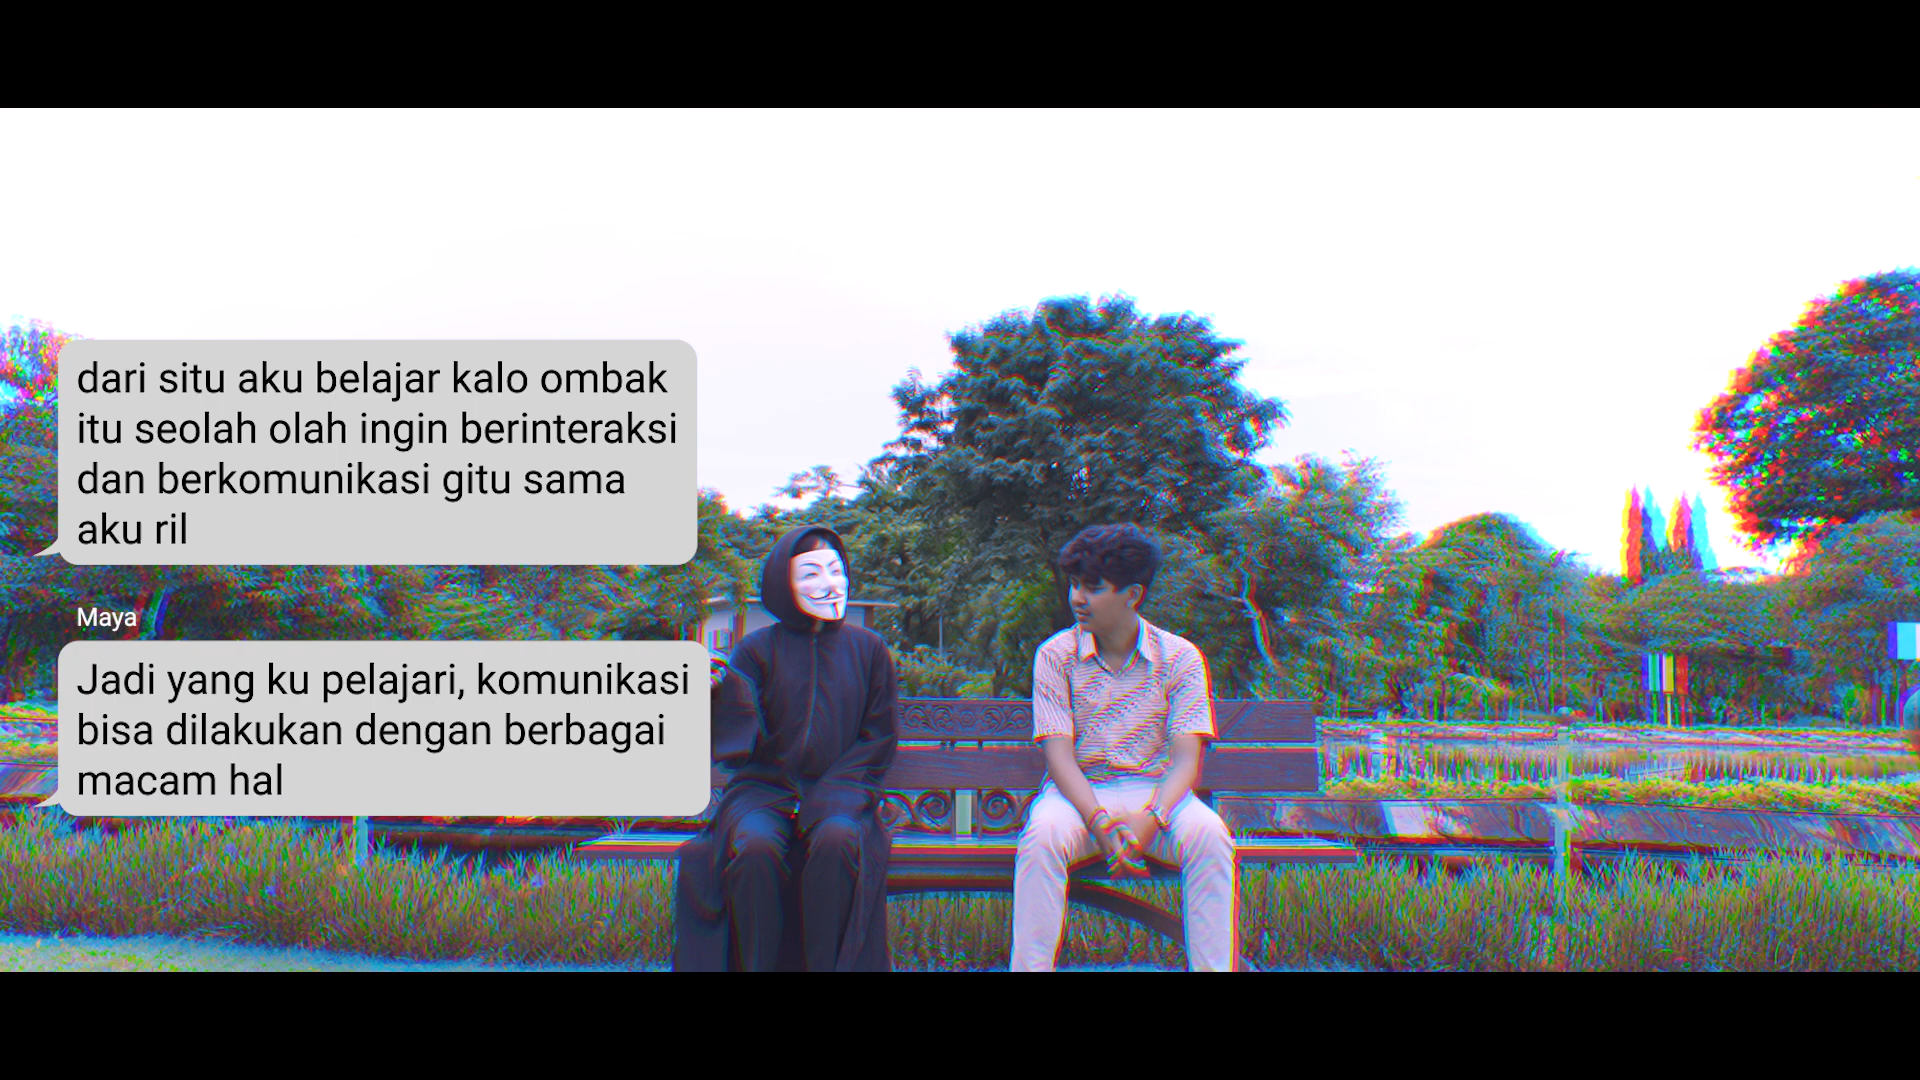 dari situ aku belajar kalo ombak
itu seolah olah ingin berinteraksi
dan berkomunikasi gitu sama
aku ril
Maya
Jadi yang ku pelajari, komunikasi
bisa dilakukan dengan berbagai
macam hal